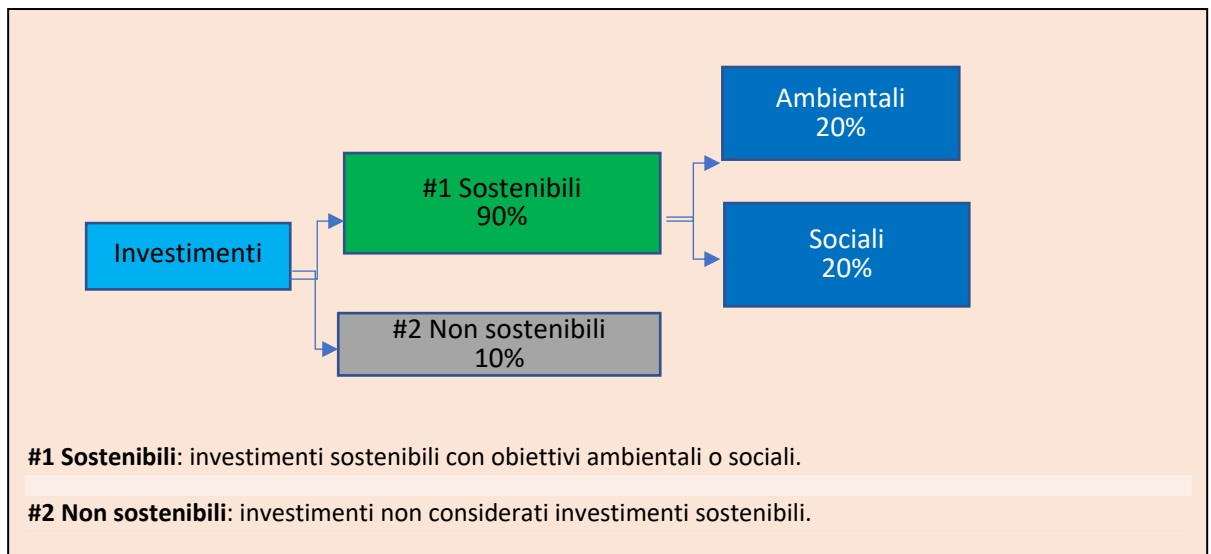 Investimenti
#1 Sostenibili
90%
#2 Non sostenibili
10%
Ambientali
20%
Sociali
20%
#1 Sostenibili: investimenti sostenibili con obiettivi ambientali o sociali.
#2 Non sostenibili: investimenti non considerati investimenti sostenibili.